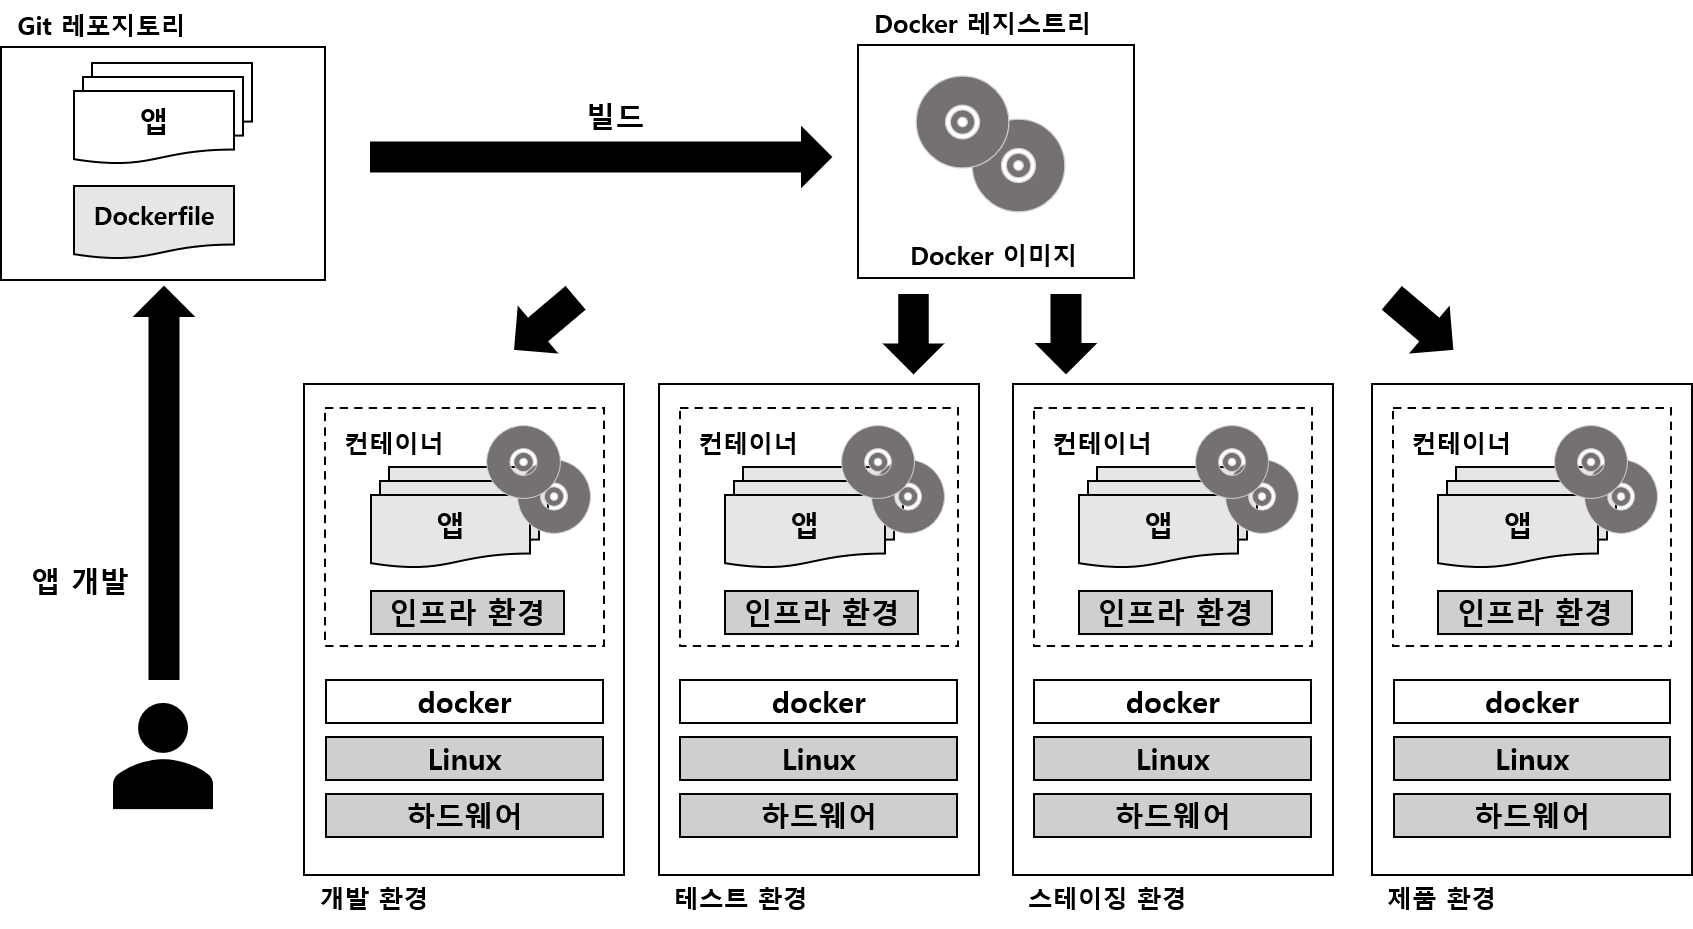 Git 레포지토리
앱
Dockerfile
빌드
Docker 레지스트리
Docker 이미지
앱 개발
컨테이너
앱
인프라 환경
docker
Linux
하드웨어
개발 환경
컨테이너
앱
인프라 환경
docker
Linux
하드웨어
테스트 환경
컨테이너
앱
인프라 환경
docker
Linux
하드웨어
스테이징 환경
컨테이너
앱
인프라 환경
docker
Linux
하드웨어
제품 환경